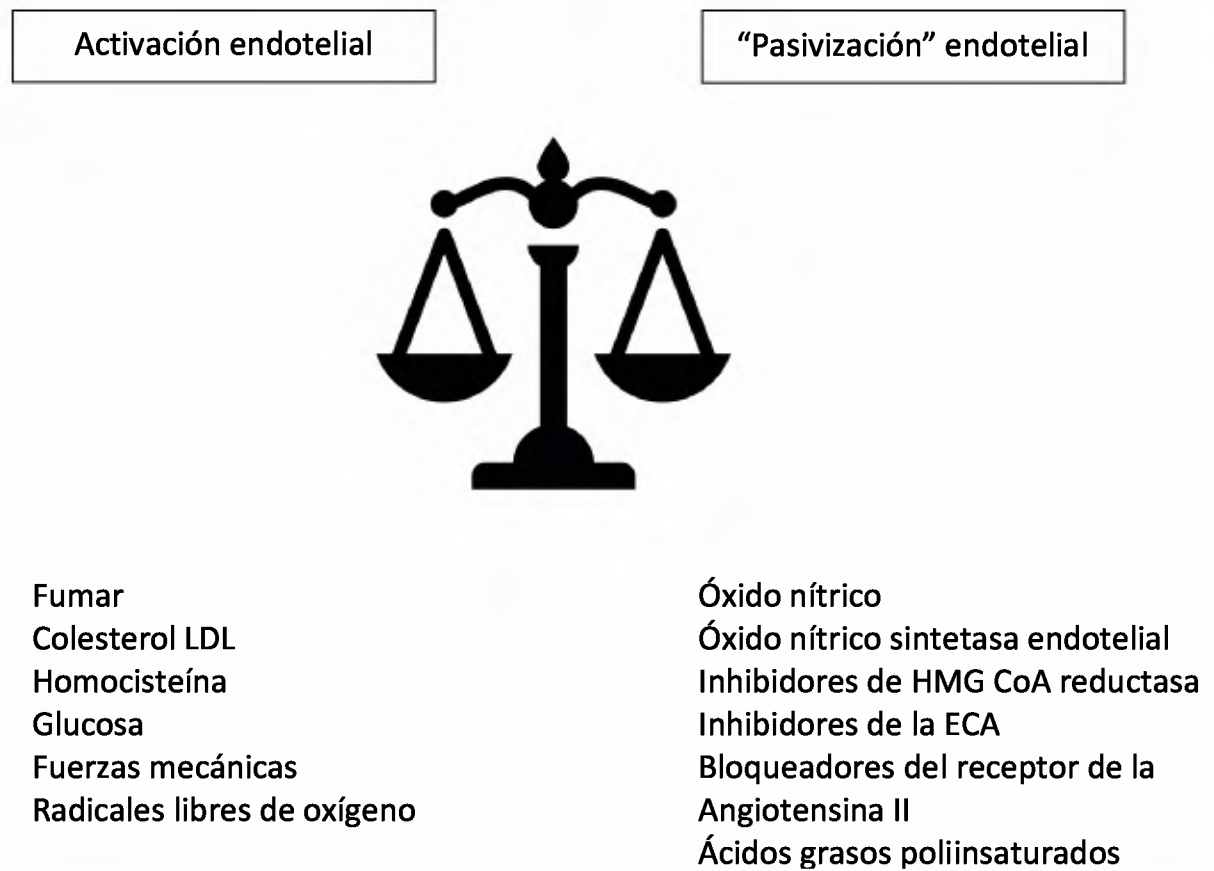 Activación endotelial
“Pasivización” endotelial
Fumar
Colesterol LDL
Homocisteína
Glucosa
Fuerzas mecánicas
Radicales libres de oxígeno
Óxido nítrico
Óxido nítrico sintetasa endotelial
Inhibidores de HMG CoA reductasa
Inhibidores de la ECA
Bloqueadores del receptor de la
Angiotensina II
Ácidos grasos poliinsaturados